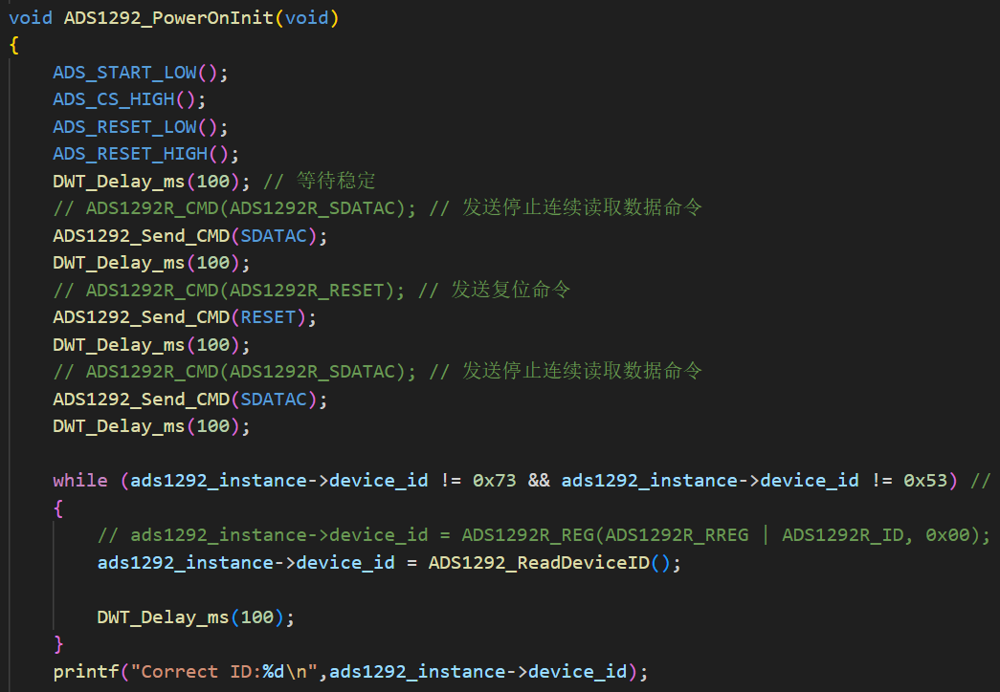 void ADS1292_PowerOnInit(void)
{
    ADS_START_LOW();
    ADS_CS_HIGH();
    ADS_RESET_LOW();
    ADS_RESET_HIGH();
    DWT_Delay_ms(100); // 等待稳定
    // ADS1292R_CMD(ADS1292R_SDATAC); // 发送停止连续读取数据命令
    ADS1292_Send_CMD(SDATAC);
    DWT_Delay_ms(100);
    // ADS1292R_CMD(ADS1292R_RESET); // 发送复位命令
    ADS1292_Send_CMD(RESET);
    DWT_Delay_ms(100);
    // ADS1292R_CMD(ADS1292R_SDATAC); // 发送停止连续读取数据命令
    ADS1292_Send_CMD(SDATAC);
    DWT_Delay_ms(100);
    while (ads1292_instance->device_id != 0x73 && ads1292_instance->device_id != 0x53) //
    {
        // ads1292_instance->device_id = ADS1292R_REG(ADS1292R_RREG | ADS1292R_ID, 0x00);
        ads1292_instance->device_id = ADS1292_ReadDeviceID();
        DWT_Delay_ms(100);
    }
    printf("Correct ID:%d\n",ads1292_instance->device_id);